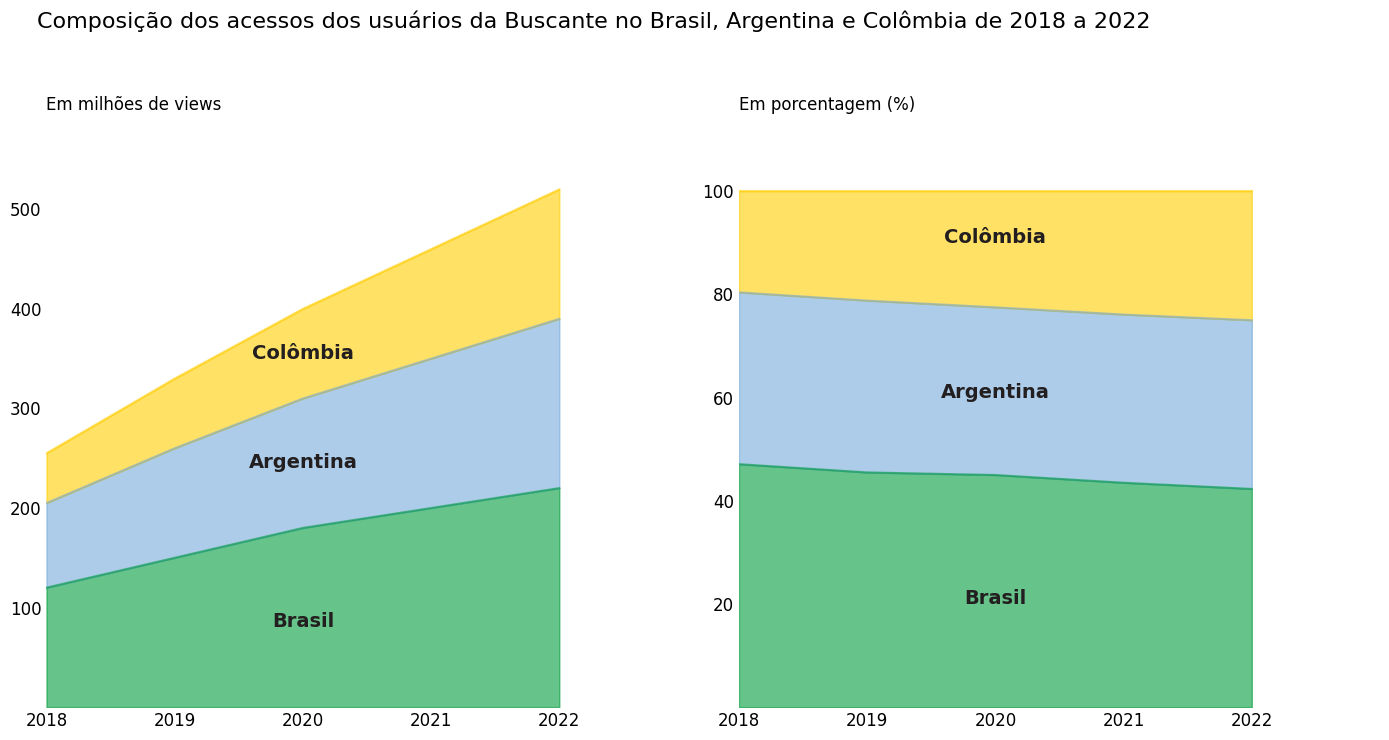 Composição dos acessos dos usuários da Buscante no Brasil, Argentina e Colômbia de 2018 a 2022
Em milhões de views
500
400
300
200
100
Colômbia
Argentina
Brasil
2018 2019 2020 2021 2022
Em porcentagem (%)
100
80
60
40
20
Colômbia
Argentina
Brasil
2018 2019 2020 2021 2022